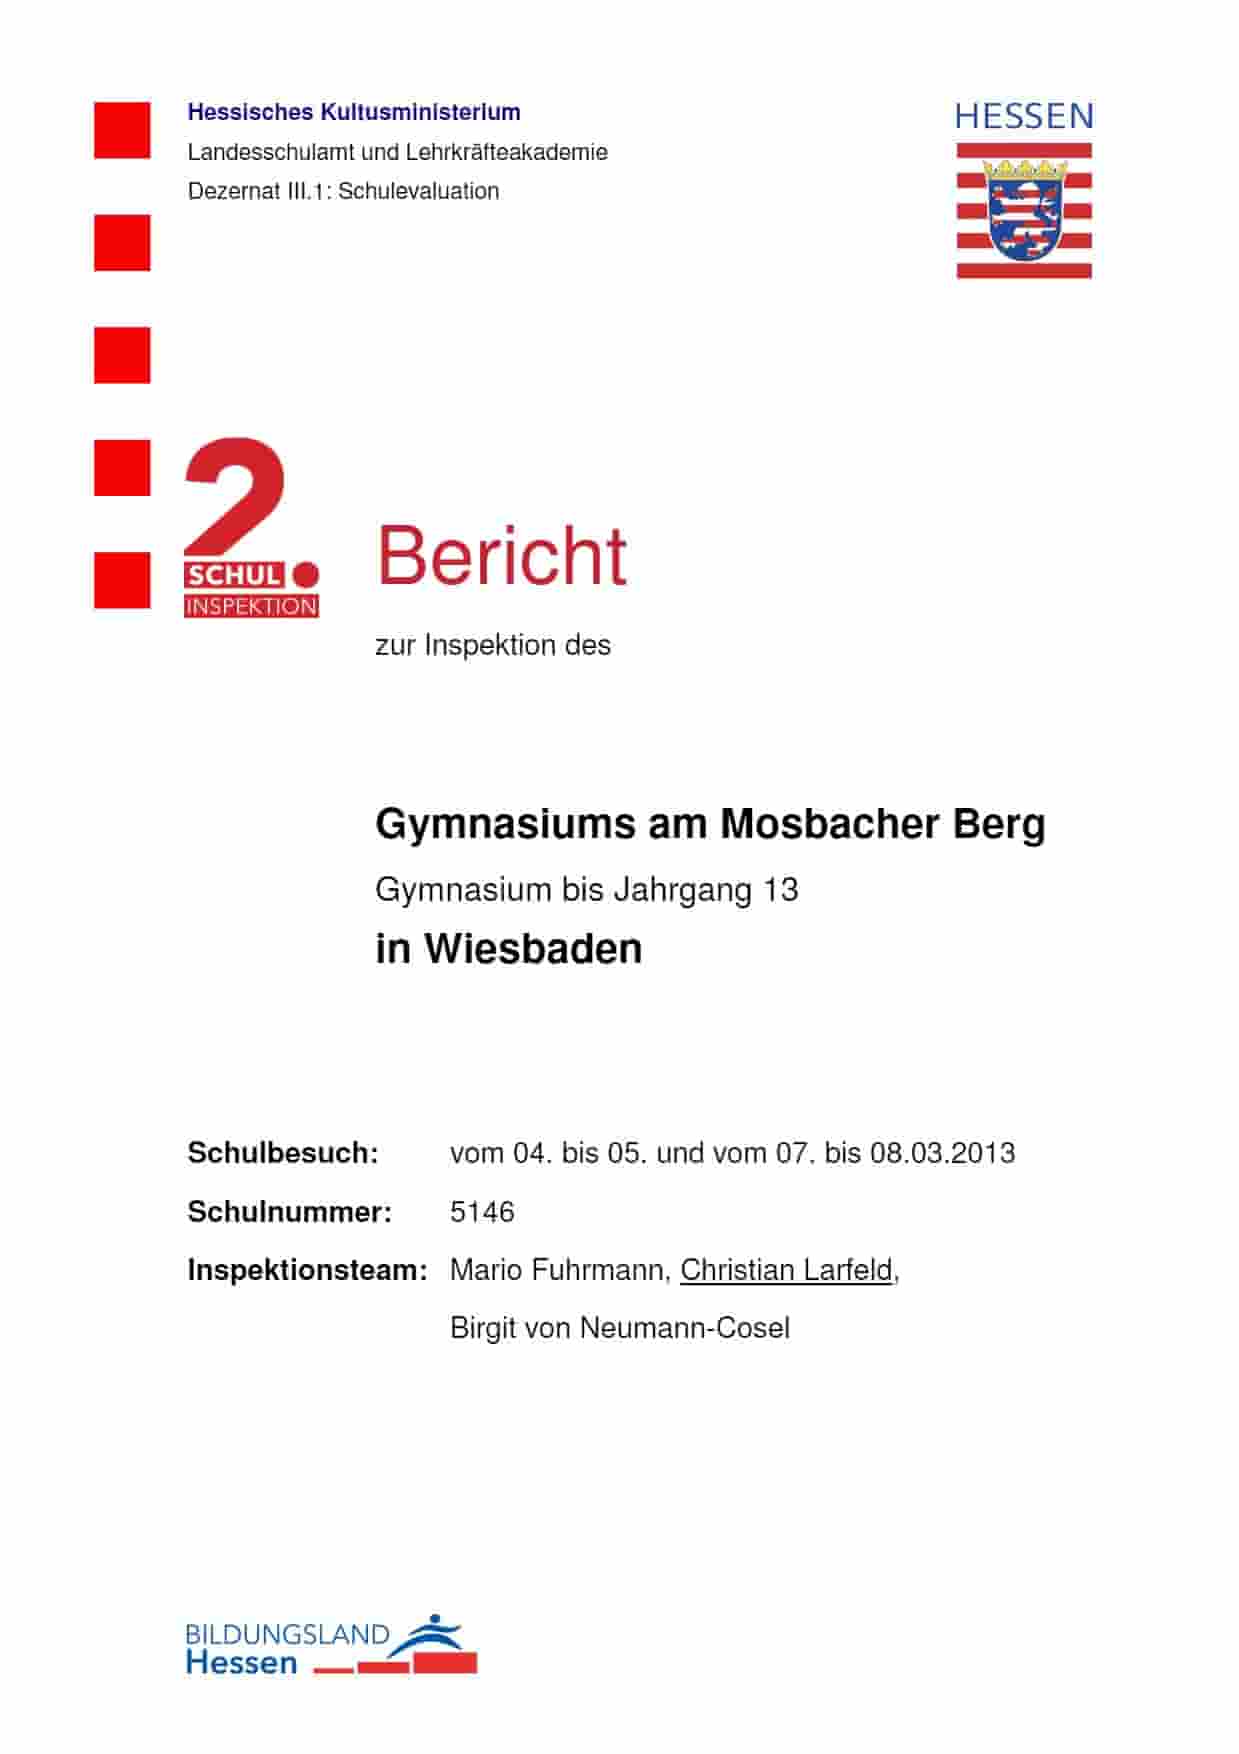 Hessisches Kultusministerium
Landesschulamt und Lehrkräfteakademie
Dezernat III.1: Schulevaluation
HESSEN
2.
SCHUL
INSPEKTION
Bericht
zur Inspektion des
Gymnasiums am Mosbacher Berg
Gymnasium bis Jahrgang 13
in Wiesbaden
Schulbesuch: vom 04. bis 05. und vom 07. bis 08.03.2013
Schulnummer: 5146
Inspektionsteam: Mario Fuhrmann, Christian Larfeld,
Birgit von Neumann-Cosel
BILDUNGSLAND
Hessen